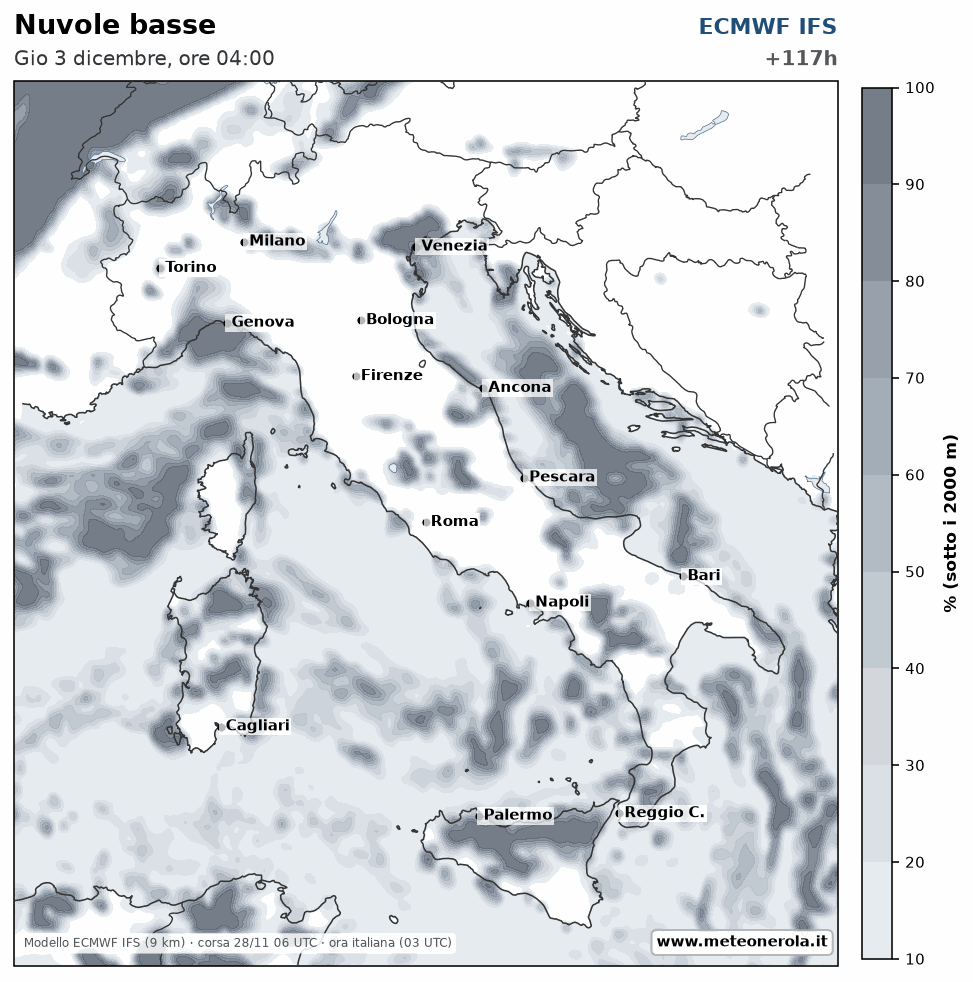 Nuvole basse
ECMWF IFS
Gio 3 dicembre, ore 04:00
+117h
Milano
Venezia
Torino
Genova
Bologna
Firenze
Ancona
Pescara
Roma
Bari
Napoli
Cagliari
Palermo
Reggio C.
100
90
80
70
60
50
40
30
20
10
% (sotto i 2000 m)
Modello ECMWF IFS (9 km) · corsa 28/11 06 UTC · ora italiana (03 UTC)
www.meteonerola.it